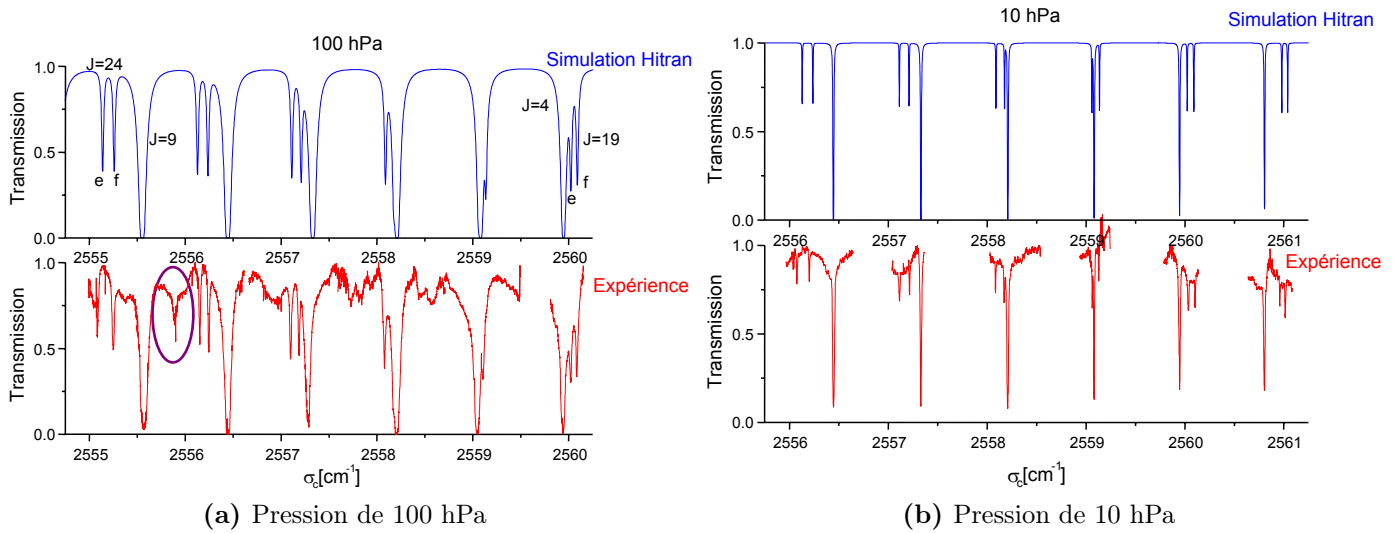 100 hPa
Simulation Hitran
J=24
1.0
J=4
Transmission
0.5
J=9
J=19
e
f
e
f
0.0
2555
2556
2557
2558
2559
2560
1.0
Expérience
Transmission
0.5
0.0
2555
2556
2557
2558
2559
2560
σc[cm-1]
(a) Pression de 100 hPa
10 hPa
Simulation Hitran
1.0
Transmission
0.5
0.0
2556
2557
2558
2559
2560
2561
1.0
Expérience
Transmission
0.5
0.0
2556
2557
2558
2559
2560
2561
σc[cm-1]
(b) Pression de 10 hPa